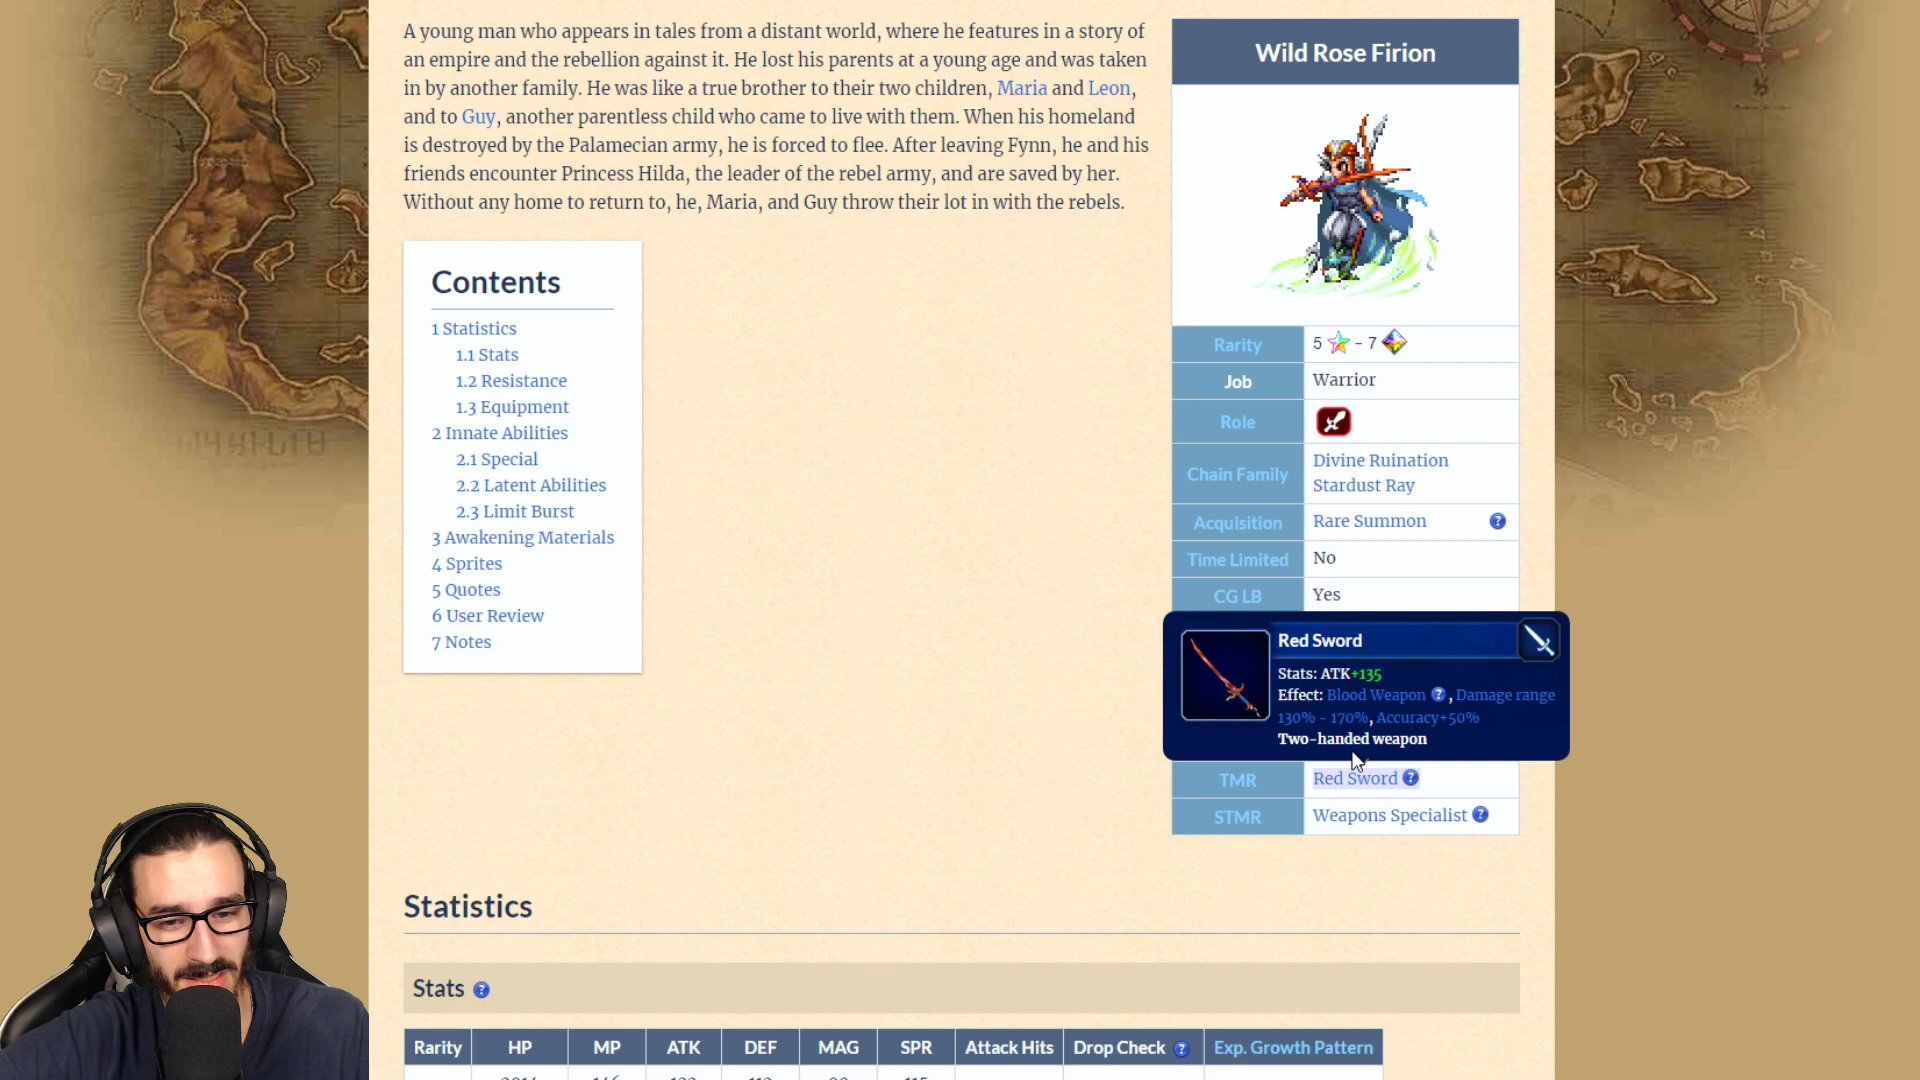 A young man who appears in tales from a distant world, where he features in a story of
an empire and the rebellion against it. He lost his parents at a young age and was taken
in by another family. He was like a true brother to their two children, Maria and Leon,
and to Guy, another parentless child who came to live with them. When his homeland
is destroyed by the Palamecian army, he is forced to flee. After leaving Fynn, he and his
friends encounter Princess Hilda, the leader of the rebel army, and are saved by her.
Without any home to return to, he, Maria, and Guy throw their lot in with the rebels.
Contents
1 Statistics
1.1 Stats
1.2 Resistance
1.3 Equipment
2 Innate Abilities
2.1 Special
2.2 Latent Abilities
2.3 Limit Burst
3 Awakening Materials
4 Sprites
5 Quotes
6 User Review
7 Notes
Wild Rose Firion
Rarity 5 - 7
Job Warrior
Role
Chain Family Divine Ruination
Stardust Ray
Acquisition Rare Summon ?
Time Limited No
CG LB Yes
Red Sword
Stats: ATK+135
Effect: Blood Weapon ? , Damage range
130% - 170%, Accuracy+50%
Two-handed weapon
TMR Red Sword ?
STMR Weapons Specialist ?
Statistics
Stats ?
Rarity HP MP ATK DEF MAG SPR Attack Hits Drop Check ? Exp. Growth Pattern